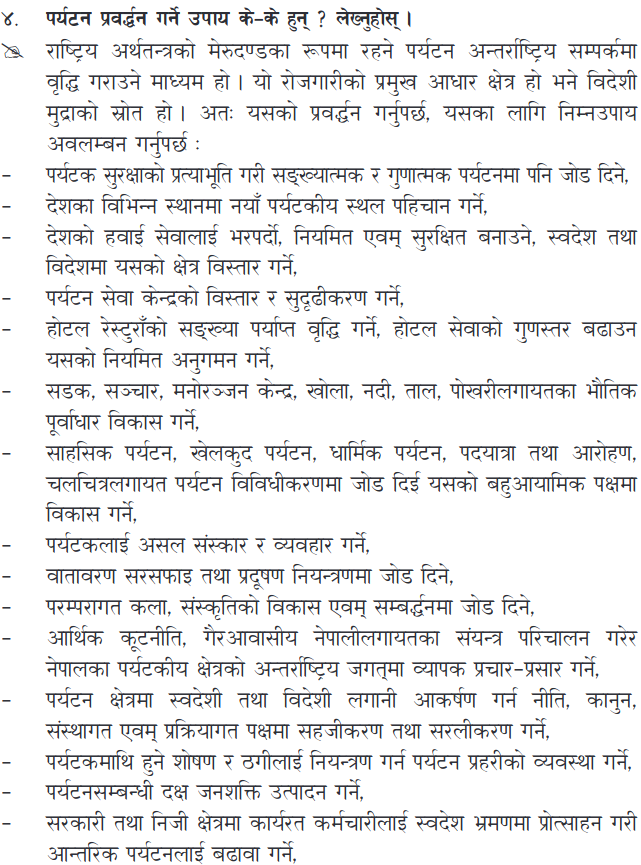 ४. पर्यटन प्रवर्द्धन गर्ने उपाय के-के हुन् ? लेख्नुहोस् ।
राष्ट्रिय अर्थतन्त्रको मेरुदण्डका रूपमा रहने पर्यटन अन्तर्राष्ट्रिय सम्पर्कमा
वृद्धि गराउने माध्यम हो । यो रोजगारीको प्रमुख आधार क्षेत्र हो भने विदेशी
मुद्राको स्रोत हो । अतः यसको प्रवर्द्धन गर्नुपर्छ, यसका लागि निम्नउपाय
अवलम्बन गर्नुपर्छ :
- पर्यटक सुरक्षाको प्रत्याभूति गरी सङ्ख्यात्मक र गुणात्मक पर्यटनमा पनि जोड दिने,
- देशका विभिन्न स्थानमा नयाँ पर्यटकीय स्थल पहिचान गर्ने,
- देशको हवाई सेवालाई भरपर्दो, नियमित एवम् सुरक्षित बनाउने, स्वदेश तथा
विदेशमा यसको क्षेत्र विस्तार गर्ने,
- पर्यटन सेवा केन्द्रको विस्तार र सुदृढीकरण गर्ने,
- होटल रेस्टुराँको सङ्ख्या पर्याप्त वृद्धि गर्ने, होटल सेवाको गुणस्तर बढाउन
यसको नियमित अनुगमन गर्ने,
- सडक, सञ्चार, मनोरञ्जन केन्द्र, खोला, नदी, ताल, पोखरीलगायतका भौतिक
पूर्वाधार विकास गर्ने,
- साहसिक पर्यटन, खेलकुद पर्यटन, धार्मिक पर्यटन, पदयात्रा तथा आरोहण,
चलचित्रलगायत पर्यटन विविधीकरणमा जोड दिई यसको बहुआयामिक पक्षमा
विकास गर्ने,
- पर्यटकलाई असल संस्कार र व्यवहार गर्ने,
- वातावरण सरसफाइ तथा प्रदूषण नियन्त्रणमा जोड दिने,
- परम्परागत कला, संस्कृतिको विकास एवम् सम्बर्द्धनमा जोड दिने,
- आर्थिक कूटनीति, गैरआवासीय नेपालीलगायतका संयन्त्र परिचालन गरेर
नेपालका पर्यटकीय क्षेत्रको अन्तर्राष्ट्रिय जगत्‌मा व्यापक प्रचार-प्रसार गर्ने,
- पर्यटन क्षेत्रमा स्वदेशी तथा विदेशी लगानी आकर्षण गर्न नीति, कानुन,
संस्थागत एवम् प्रक्रियागत पक्षमा सहजीकरण तथा सरलीकरण गर्ने,
- पर्यटकमाथि हुने शोषण र ठगीलाई नियन्त्रण गर्न पर्यटन प्रहरीको व्यवस्था गर्ने,
- पर्यटनसम्बन्धी दक्ष जनशक्ति उत्पादन गर्ने,
- सरकारी तथा निजी क्षेत्रमा कार्यरत कर्मचारीलाई स्वदेश भ्रमणमा प्रोत्साहन गरी
आन्तरिक पर्यटनलाई बढावा गर्ने,